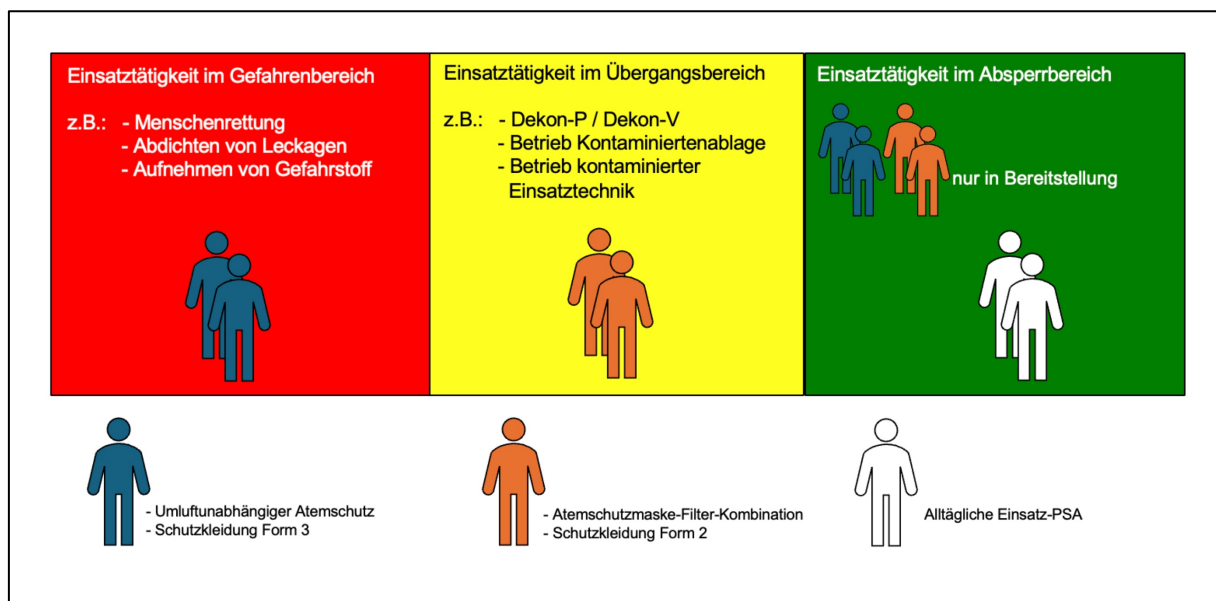 Einsatztätigkeit im Gefahrenbereich
z.B.: - Menschenrettung
- Abdichten von Leckagen
- Aufnehmen von Gefahrstoff
Einsatztätigkeit im Übergangsbereich
z.B.: - Dekon-P / Dekon-V
- Betrieb Kontaminiertenablage
- Betrieb kontaminierter
Einsatztechnik
Einsatztätigkeit im Absperrbereich
nur in Bereitstellung
- Umluftunabhängiger Atemschutz
- Schutzkleidung Form 3
- Atemschutzmaske-Filter-Kombination
- Schutzkleidung Form 2
Alltägliche Einsatz-PSA